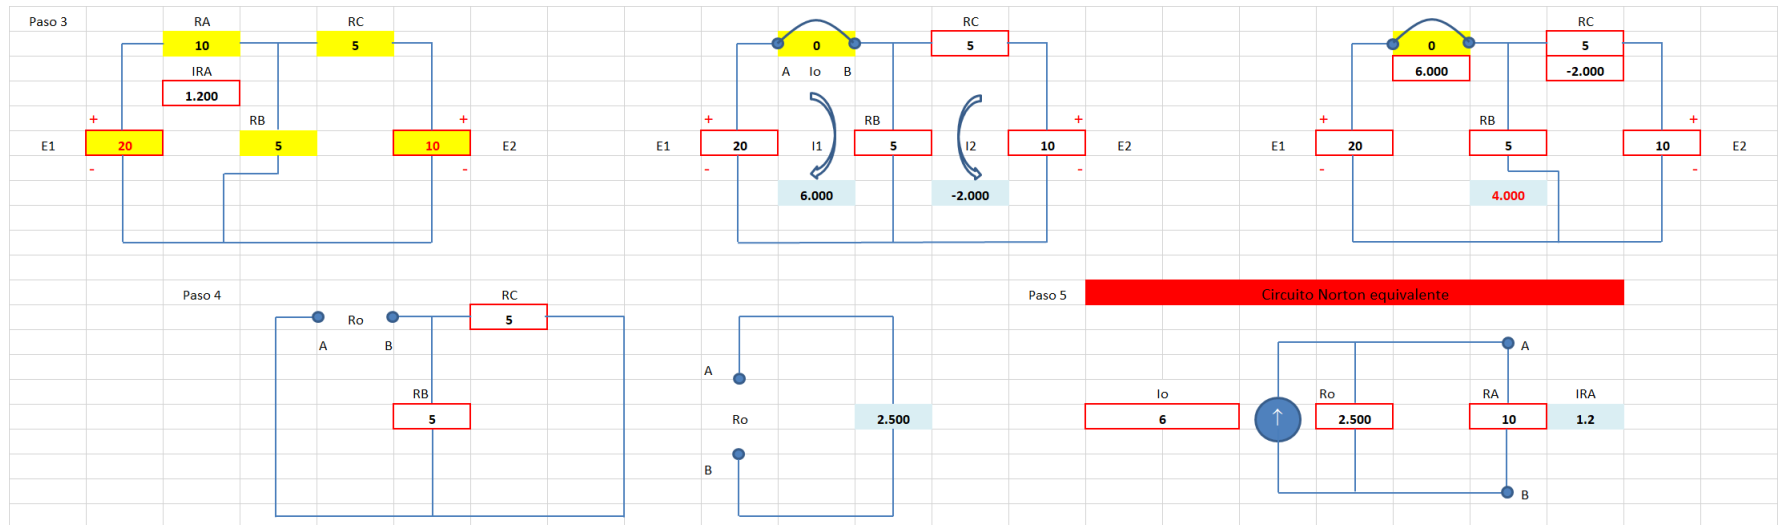 Paso 3 RA RC RC RC
10 5 0 5 0 5
IRA A Io B 6.000 -2.000
1.200
+ + + + + +
RB RB RB
E1 20 5 10 E2 E1 20 I1 5 I2 10 E2 E1 20 5 10 E2
- - - - - -
6.000 -2.000 4.000
Paso 4 RC Paso 5 Circuito Norton equivalente
Ro 5
A B A
A
RB Io Ro RA IRA
5 Ro 2.500 6 ↑ 2.500 10 1.2
B
B